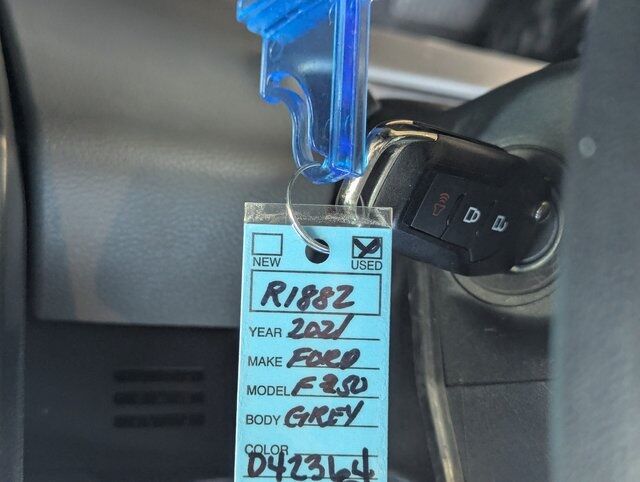 NEW USED
R1882
YEAR 2021
MAKE FORD
MODEL F250
BODY GREY
COLOR
D42364